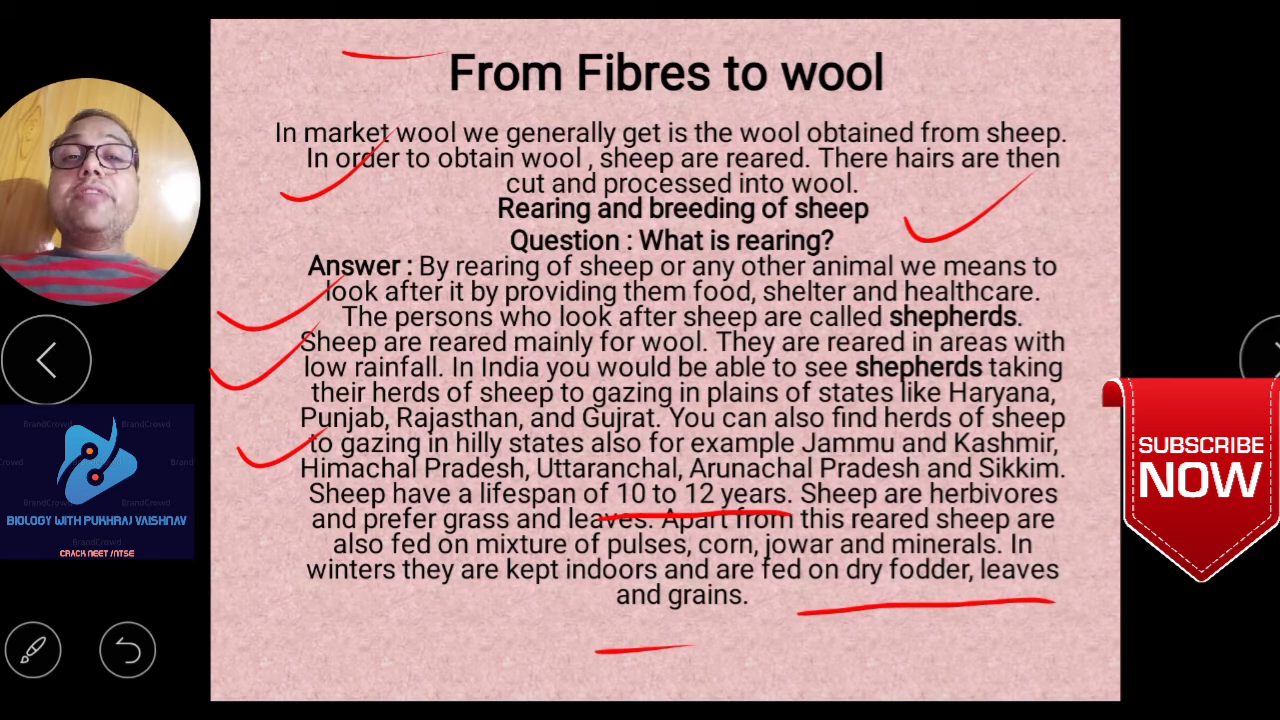 From Fibres to wool
In market wool we generally get is the wool obtained from sheep.
In order to obtain wool , sheep are reared. There hairs are then
cut and processed into wool.
Rearing and breeding of sheep
Question : What is rearing?
Answer : By rearing of sheep or any other animal we means to
look after it by providing them food, shelter and healthcare.
The persons who look after sheep are called shepherds.
Sheep are reared mainly for wool. They are reared in areas with
low rainfall. In India you would be able to see shepherds taking
their herds of sheep to gazing in plains of states like Haryana,
Punjab, Rajasthan, and Gujrat. You can also find herds of sheep
to gazing in hilly states also for example Jammu and Kashmir,
Himachal Pradesh, Uttaranchal, Arunachal Pradesh and Sikkim.
Sheep have a lifespan of 10 to 12 years. Sheep are herbivores
and prefer grass and leaves. Apart from this reared sheep are
also fed on mixture of pulses, corn, jowar and minerals. In
winters they are kept indoors and are fed on dry fodder, leaves
and grains.
BrandCrowd BrandCrowd
Crowd BrandCrowd Brand
BrandCrowd BrandCrowd
BIOLOGY WITH PUKHRAJ VAISHNAV
BrandCrowd
CRACK NEET /NTSE
SUBSCRIBE
NOW